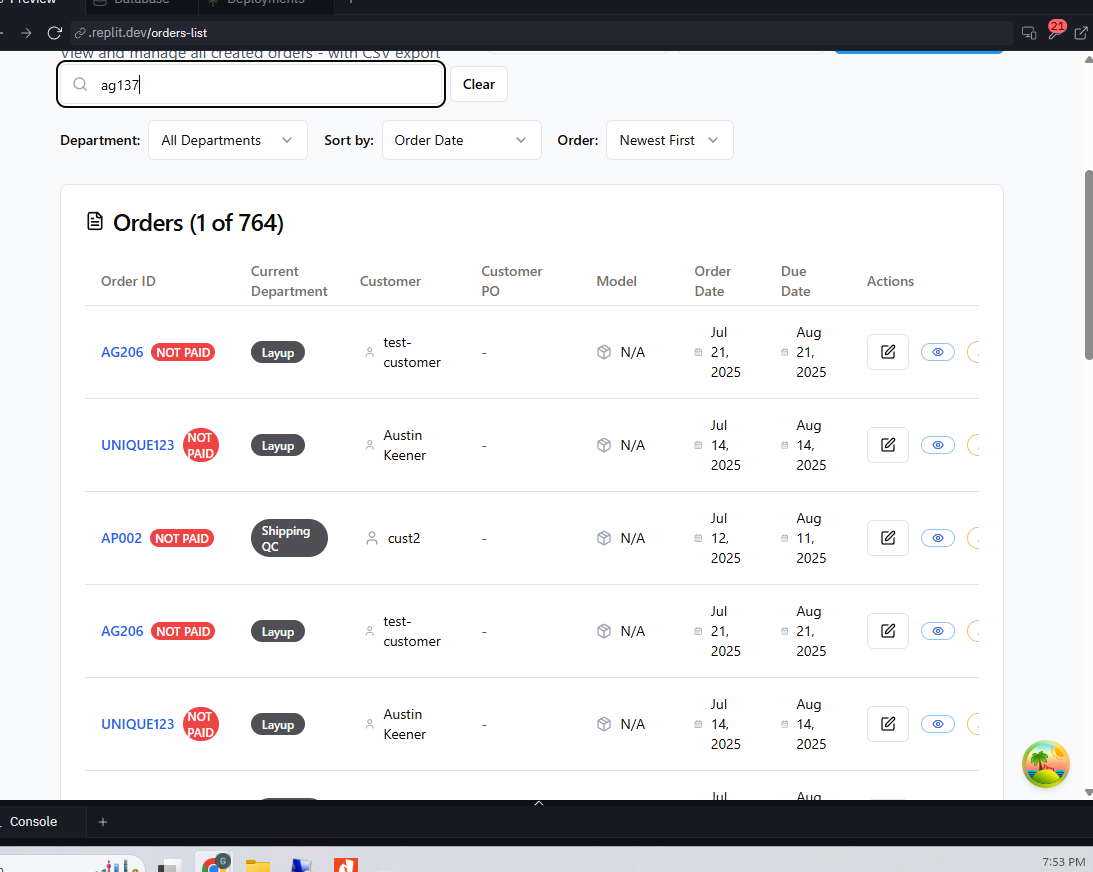 Preview Database Deployments +
.replit.dev/orders-list 21
View and manage all created orders - with CSV export
ag137 Clear
Department: All Departments Sort by: Order Date Order: Newest First
Orders (1 of 764)
Order ID Current Department Customer Customer PO Model Order Date Due Date Actions
AG206 NOT PAID Layup test-customer - N/A Jul 21, 2025 Aug 21, 2025
UNIQUE123 NOT PAID Layup Austin Keener - N/A Jul 14, 2025 Aug 14, 2025
AP002 NOT PAID Shipping QC cust2 - N/A Jul 12, 2025 Aug 11, 2025
AG206 NOT PAID Layup test-customer - N/A Jul 21, 2025 Aug 21, 2025
UNIQUE123 NOT PAID Layup Austin Keener - N/A Jul 14, 2025 Aug 14, 2025
Jul Aug
Console +
G
7:53 PM